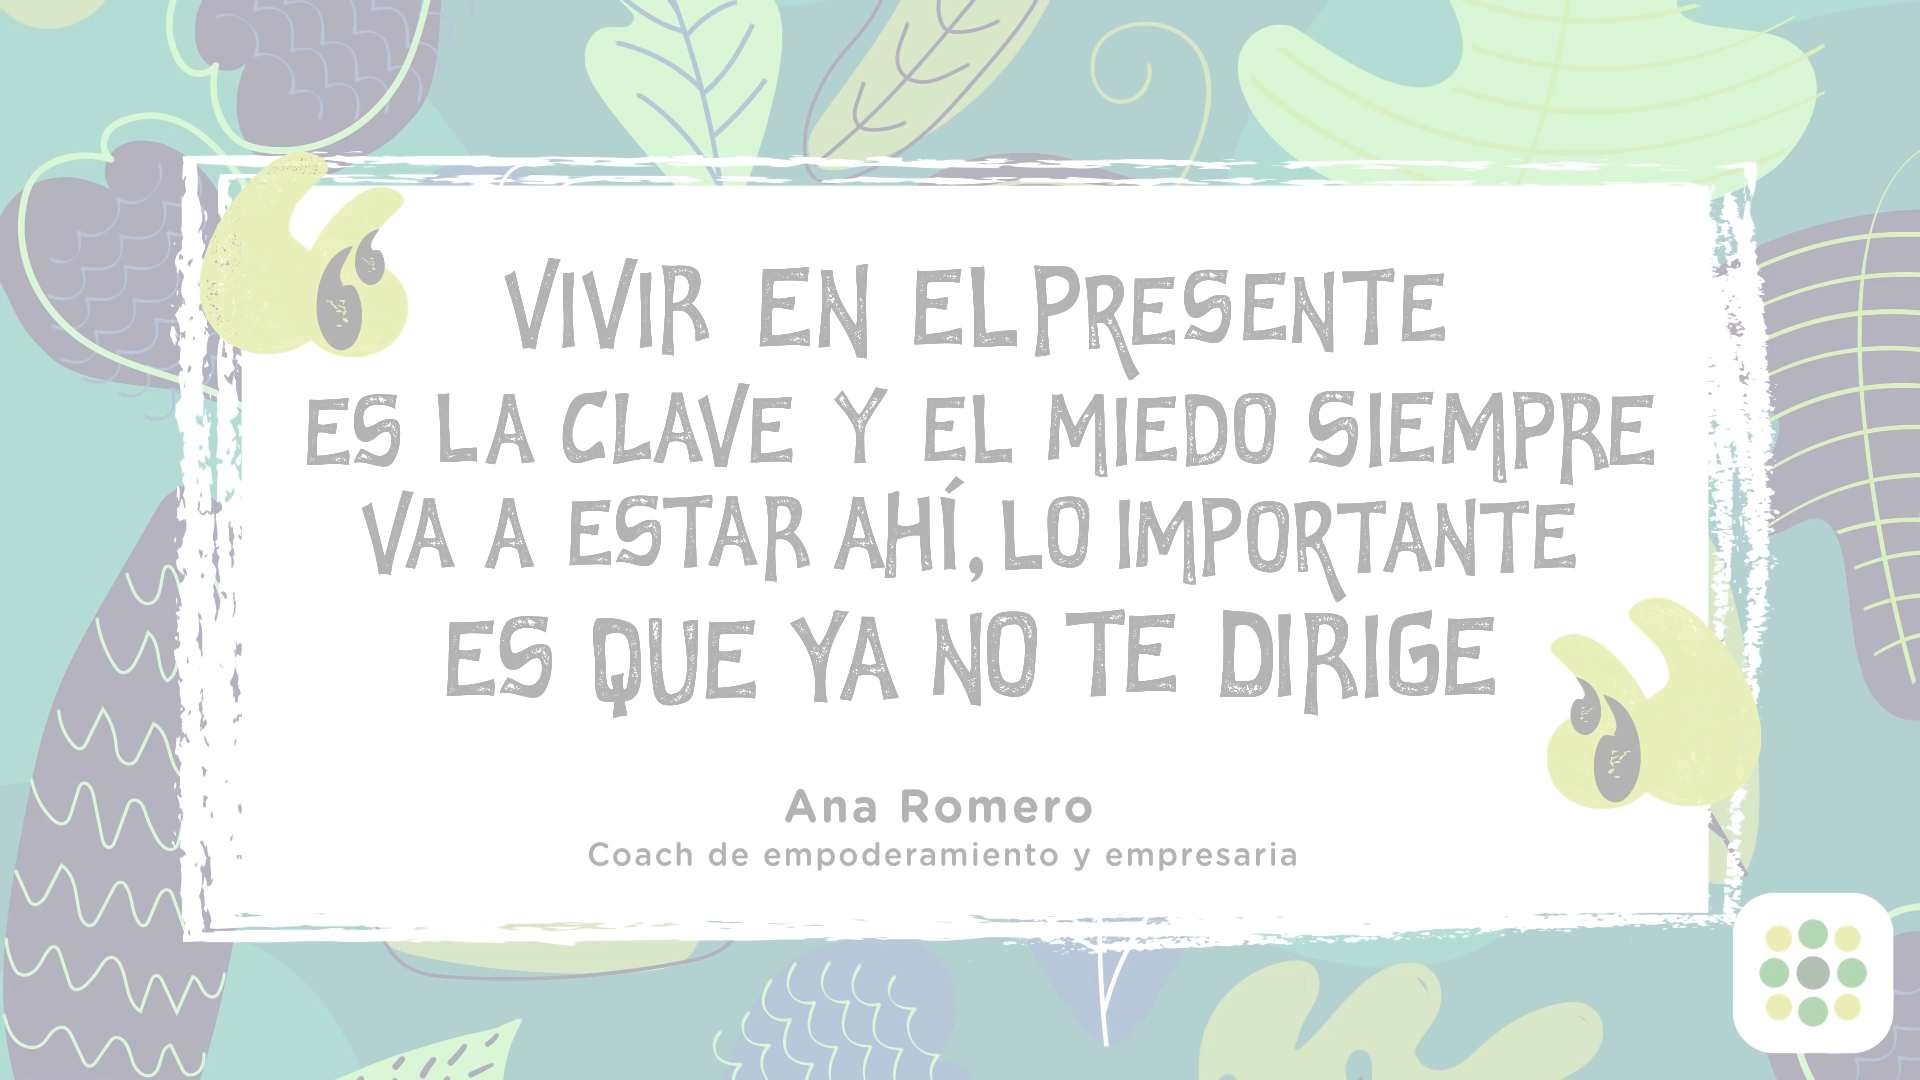 VIVIR EN EL PRESENTE
ES LA CLAVE Y EL MIEDO SIEMPRE
VA A ESTAR AHÍ, LO IMPORTANTE
ES QUE YA NO TE DIRIGE
Ana Romero
Coach de empoderamiento y empresaria